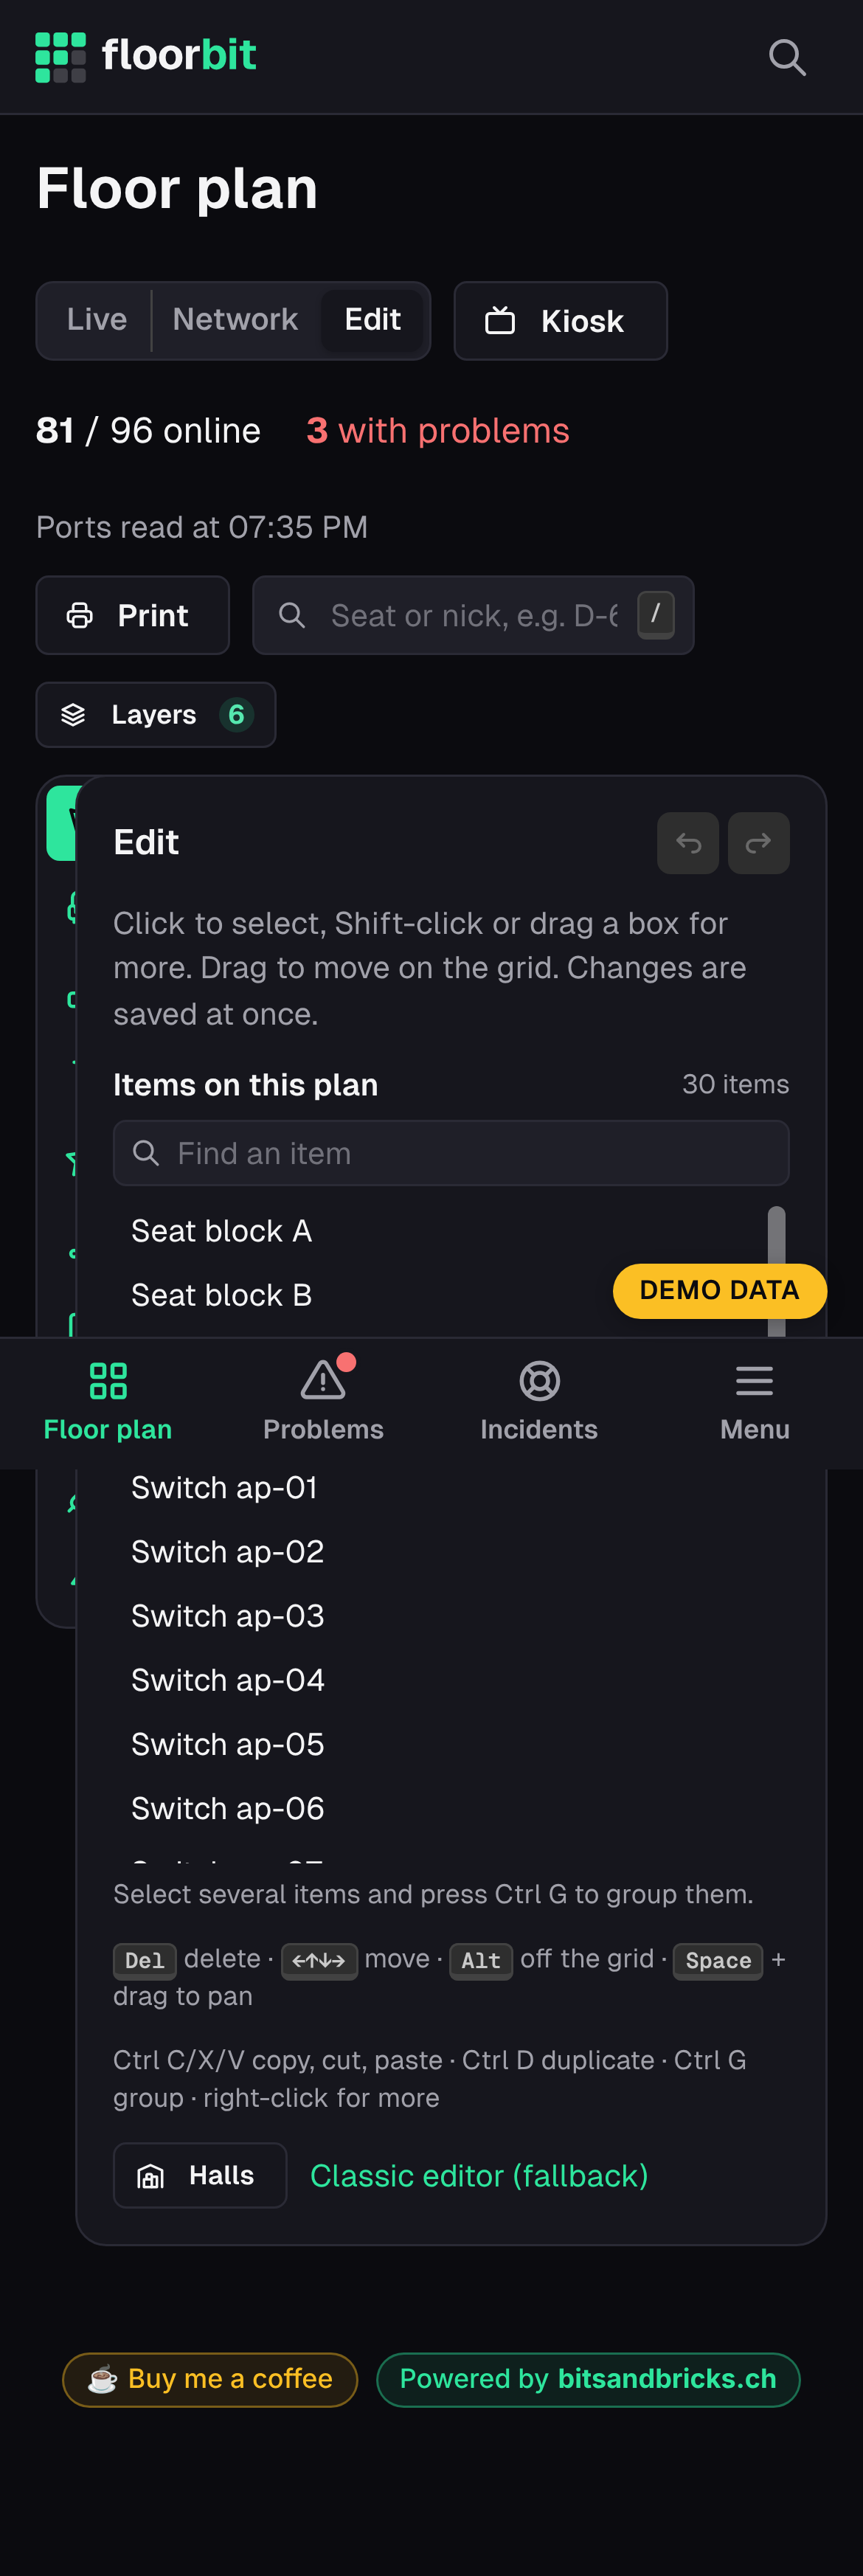 floorbit
Floor plan
Live Network Edit Kiosk
81 / 96 online 3 with problems
Ports read at 07:35 PM
Print Seat or nick, e.g. D-6 /
Layers 6
Edit
Click to select, Shift-click or drag a box for
more. Drag to move on the grid. Changes are
saved at once.
Items on this plan 30 items
Find an item
Seat block A
Seat block B
DEMO DATA
Floor plan Problems Incidents Menu
Switch ap-01
Switch ap-02
Switch ap-03
Switch ap-04
Switch ap-05
Switch ap-06
Select several items and press Ctrl G to group them.
Del delete · ←↑↓→ move · Alt off the grid · Space +
drag to pan
Ctrl C/X/V copy, cut, paste · Ctrl D duplicate · Ctrl G
group · right-click for more
Halls Classic editor (fallback)
☕ Buy me a coffee Powered by bitsandbricks.ch